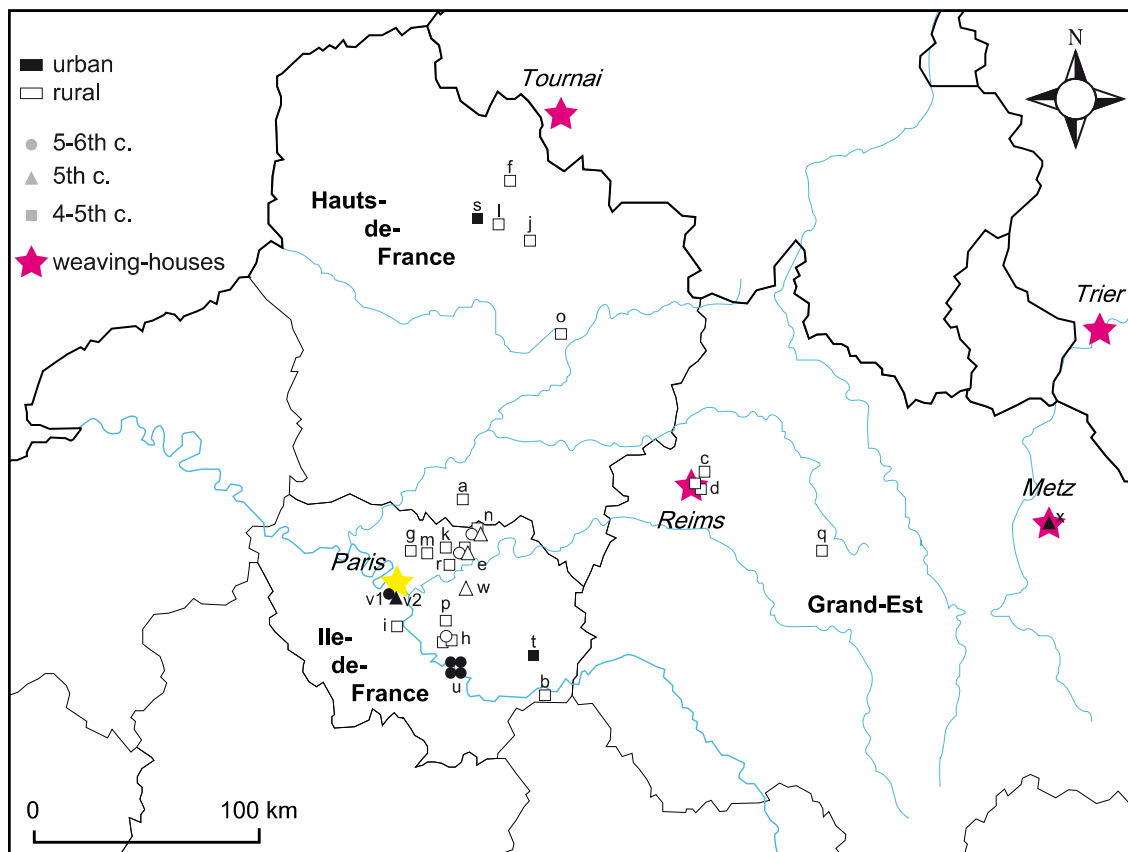 urban
rural
5-6th c.
5th c.
4-5th c.
weaving-houses
N
Tournai
f
Hauts-
de-
France
s
l
j
o
Trier
c
d
Reims
Metz
x
a
n
g
m
k
r
e
q
Paris
w
v1
v2
p
i
h
Grand-Est
Ile-
de-
France
t
u
b
0
100 km